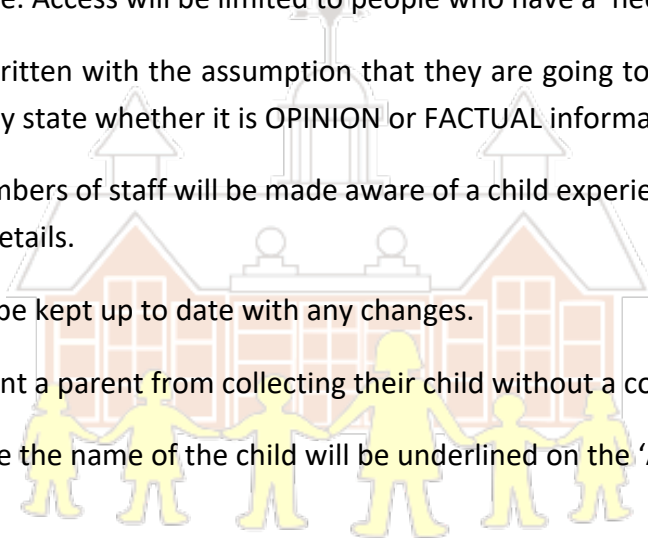 e. Access will be limited to people who have a 'nee
ritten with the assumption that they are going to
y state whether it is OPINION or FACTUAL informa
mbers of staff will be made aware of a child experie
etails.
be kept up to date with any changes.
nt a parent from collecting their child without a co
e the name of the child will be underlined on the 'A